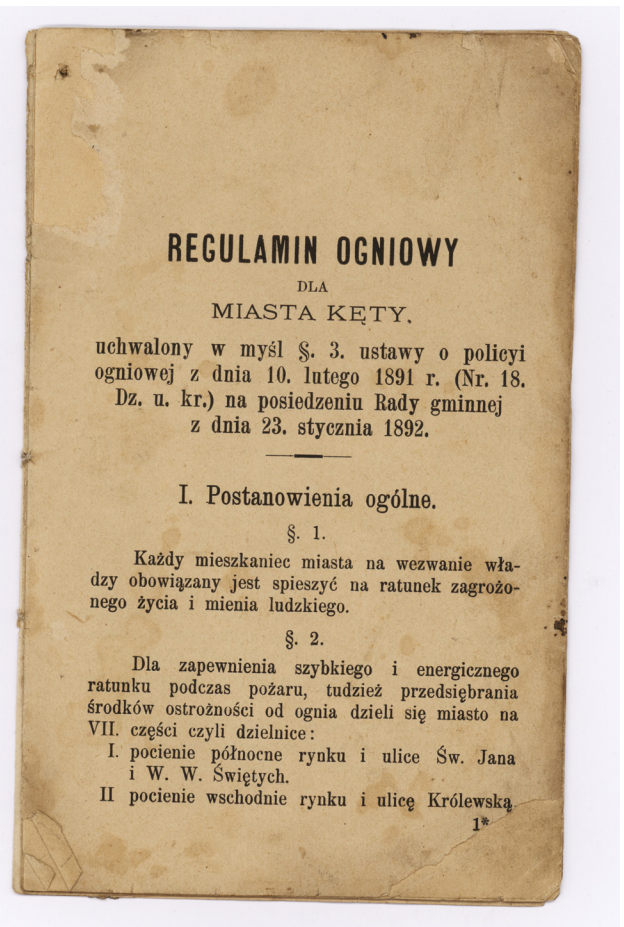 REGULAMIN OGNIOWY
DLA
MIASTA KĘTY.
uchwalony w myśl §. 3. ustawy o policyi
ogniowej z dnia 10. lutego 1891 r. (Nr. 18.
Dz. u. kr.) na posiedzeniu Rady gminnej
z dnia 23. stycznia 1892.
I. Postanowienia ogólne.
§. 1.
Każdy mieszkaniec miasta na wezwanie wła-
dzy obowiązany jest spieszyć na ratunek zagrożo-
nego życia i mienia ludzkiego.
§. 2.
Dla zapewnienia szybkiego i energicznego
ratunku podczas pożaru, tudzież przedsiębrania
środków ostrożności od ognia dzieli się miasto na
VII. części czyli dzielnice:
I. pocienie północne rynku i ulice Św. Jana
i W. W. Świętych.
II pocienie wschodnie rynku i ulicę Królewską
1*